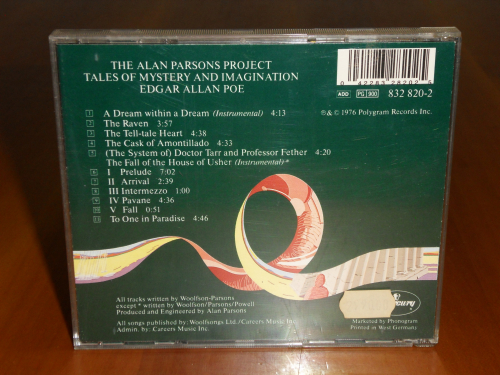 THE ALAN PARSONS PROJECT
TALES OF MYSTERY AND IMAGINATION
EDGAR ALLAN POE
0 42283 28202 5
ADD PG 900 832 820-2
℗ & © 1976 Polygram Records Inc.
1 A Dream within a Dream (Instrumental) 4:13
2 The Raven 3:57
3 The Tell-tale Heart 4:38
4 The Cask of Amontillado 4:33
5 (The System of) Doctor Tarr and Professor Fether 4:20
The Fall of the House of Usher (Instrumental)*
6 I Prelude 7:02
7 II Arrival 2:39
8 III Intermezzo 1:00
9 IV Pavane 4:36
10 V Fall 0:51
11 To One in Paradise 4:46
All tracks written by Woolfson-Parsons
except * written by Woolfson/Parsons/Powell
Produced and Engineered by Alan Parsons
All songs published by: Woolfsongs Ltd./Careers Music Inc.
Admin. by: Careers Music Inc.
Marketed by Phonogram
Printed in West Germany